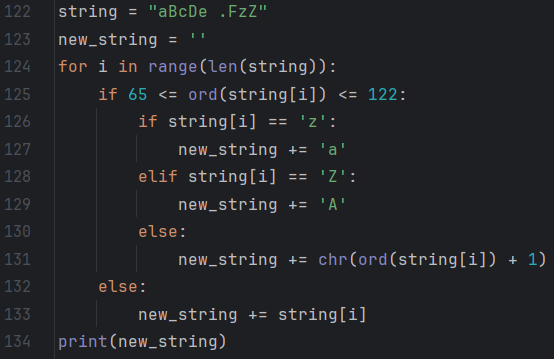 122 string = "aBcDe .FzZ"
123 new_string = ''
124 for i in range(len(string)):
125     if 65 <= ord(string[i]) <= 122:
126         if string[i] == 'z':
127             new_string += 'a'
128         elif string[i] == 'Z':
129             new_string += 'A'
130         else:
131             new_string += chr(ord(string[i]) + 1)
132     else:
133         new_string += string[i]
134 print(new_string)